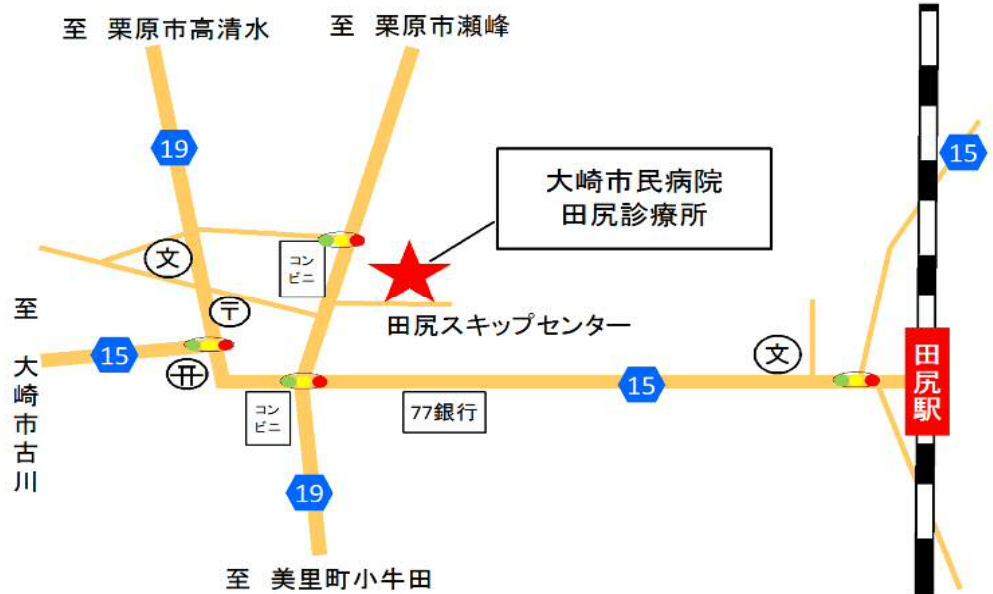 至 栗原市高清水
至 栗原市瀬峰
19
15
大崎市民病院
田尻診療所
文
コン
ビニ
〒
田尻スキップセンター
至 大崎市古川
15
文
田尻駅
15
コン
ビニ
77銀行
19
至 美里町小牛田